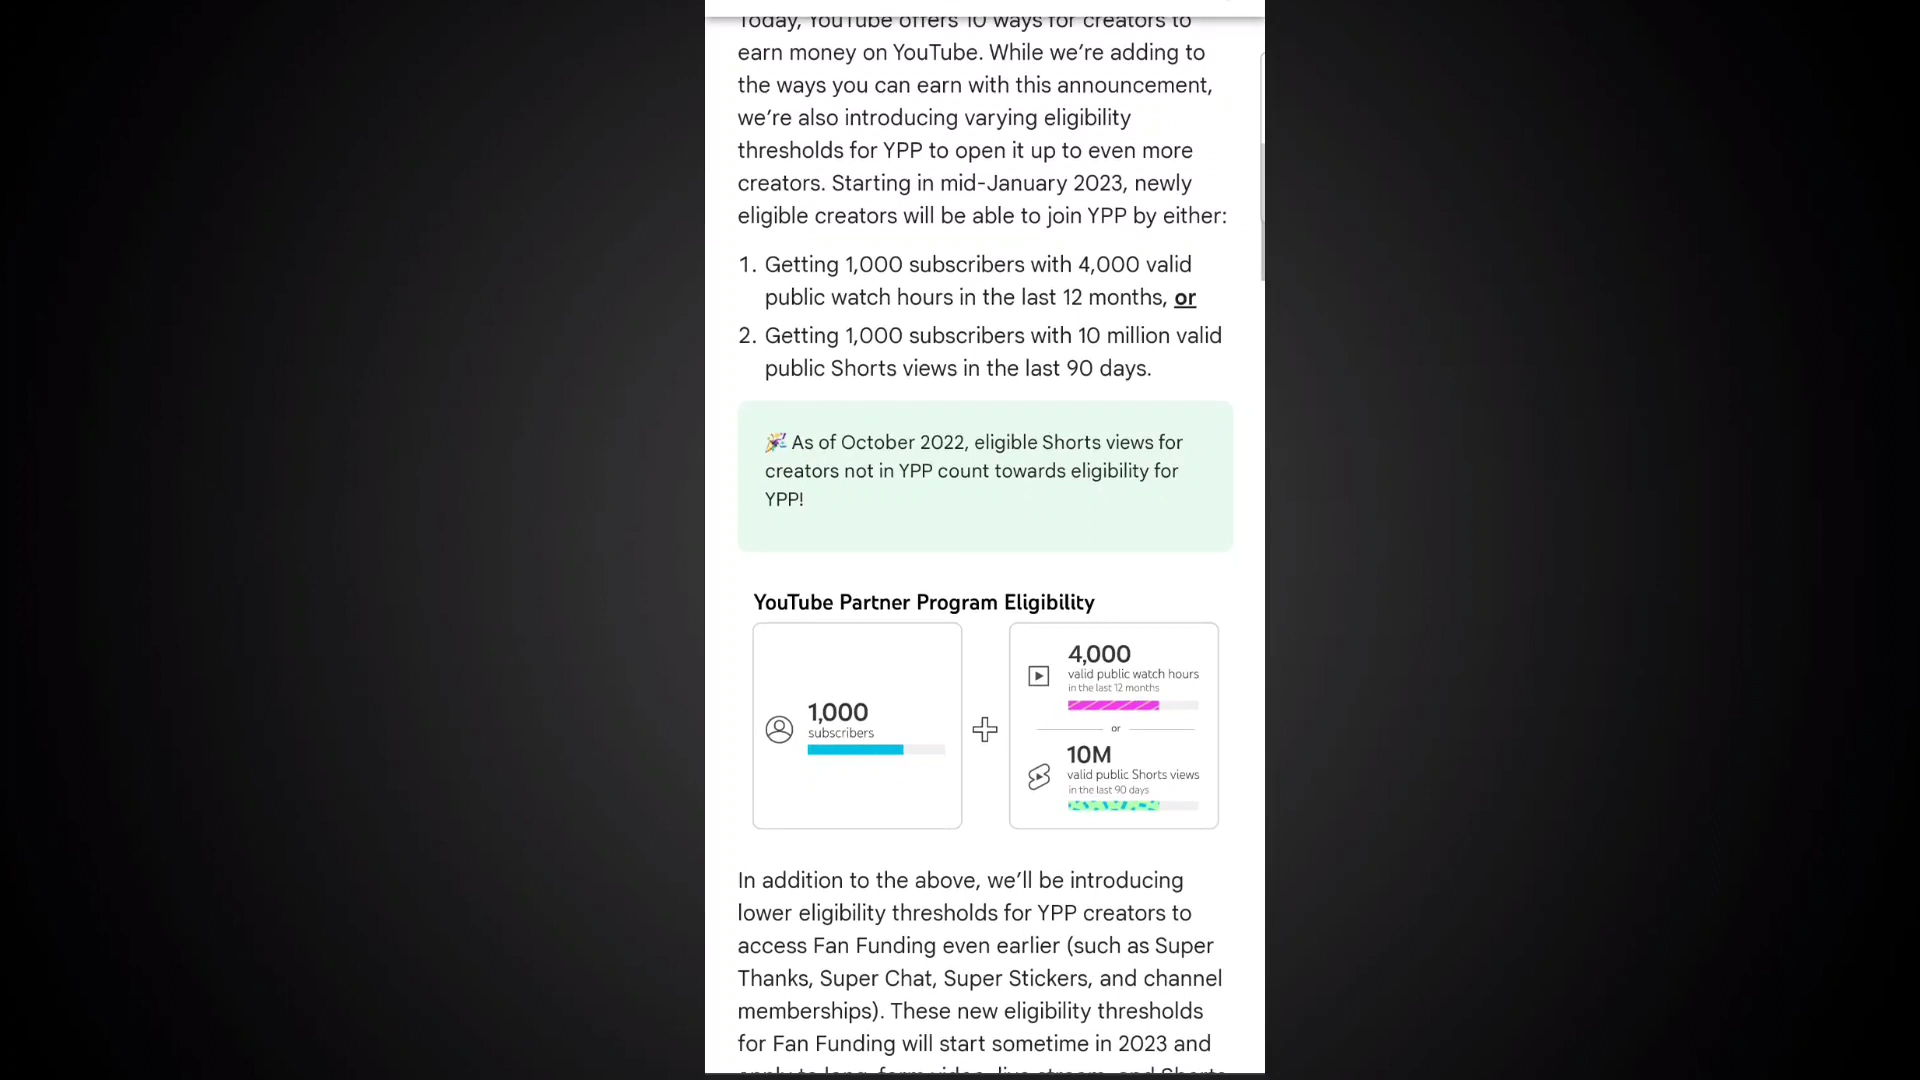 Today, YouTube offers 10 ways for creators to
earn money on YouTube. While we’re adding to
the ways you can earn with this announcement,
we’re also introducing varying eligibility
thresholds for YPP to open it up to even more
creators. Starting in mid-January 2023, newly
eligible creators will be able to join YPP by either:
1. Getting 1,000 subscribers with 4,000 valid
public watch hours in the last 12 months, or
2. Getting 1,000 subscribers with 10 million valid
public Shorts views in the last 90 days.
🎉 As of October 2022, eligible Shorts views for
creators not in YPP count towards eligibility for
YPP!
YouTube Partner Program Eligibility
1,000
subscribers
4,000
valid public watch hours
in the last 12 months
or
10M
valid public Shorts views
in the last 90 days
In addition to the above, we’ll be introducing
lower eligibility thresholds for YPP creators to
access Fan Funding even earlier (such as Super
Thanks, Super Chat, Super Stickers, and channel
memberships). These new eligibility thresholds
for Fan Funding will start sometime in 2023 and